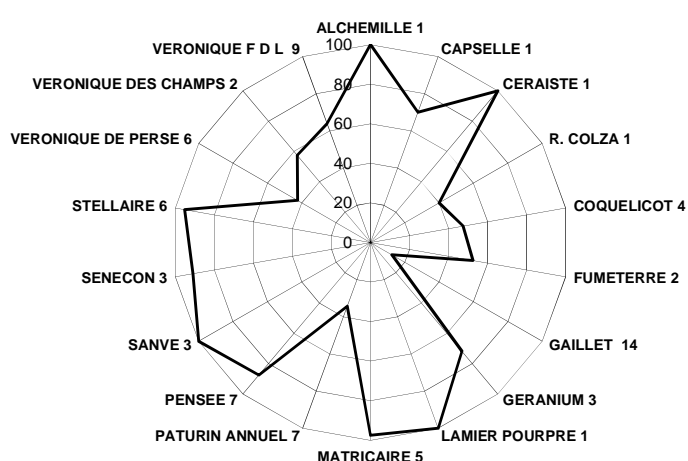 ALCHEMILLE 1
CAPSELLE 1
CERAISTE 1
R. COLZA 1
COQUELICOT 4
FUMETERRE 2
GAILLET 14
GERANIUM 3
LAMIER POURPRE 1
MATRICAIRE 5
PATURIN ANNUEL 7
PENSEE 7
SANVE 3
SENECON 3
STELLAIRE 6
VERONIQUE DE PERSE 6
VERONIQUE DES CHAMPS 2
VERONIQUE F D L 9
100
80
60
40
20
0